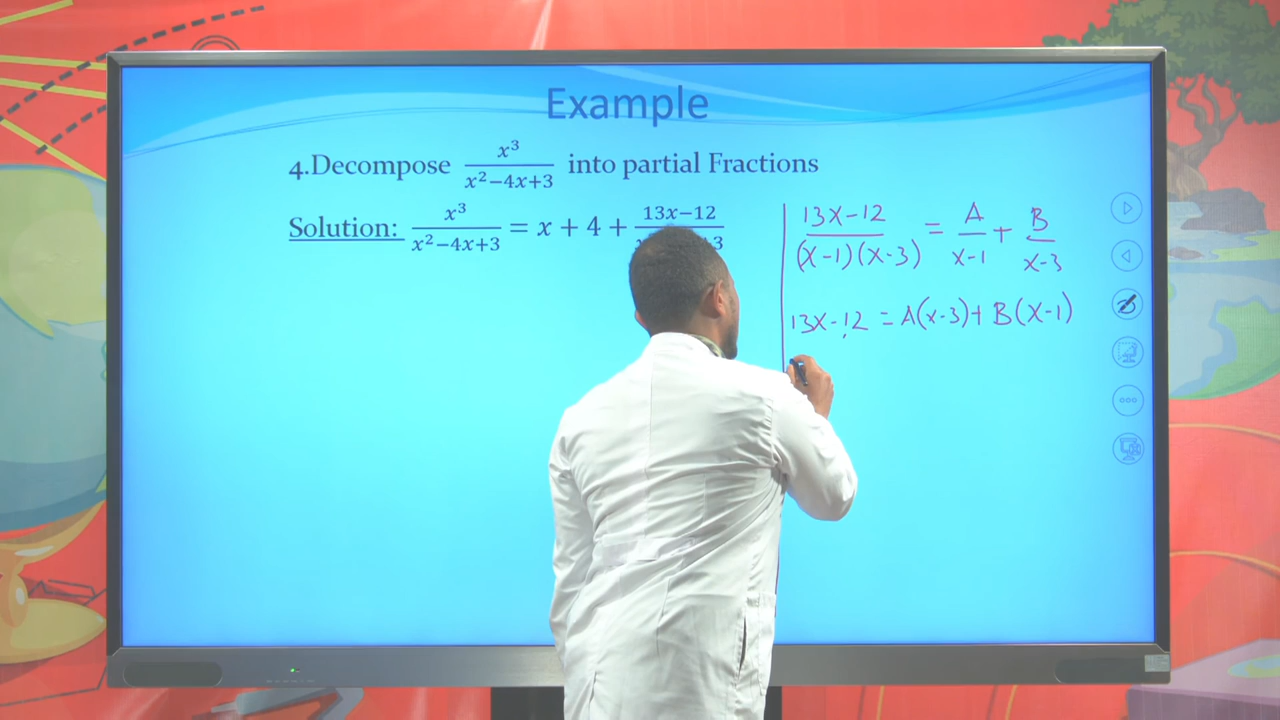 Example
4.Decompose x³/(x²−4x+3) into partial Fractions
Solution: x³/(x²−4x+3) = x + 4 + (13x−12)/
(13x-12)/((x-1)(x-3)) = A/(x-1) + B/(x-3)
13x-12 = A(x-3)+ B(x-1)